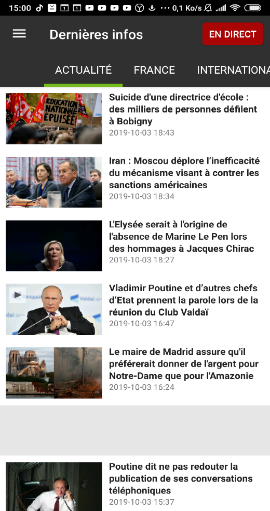 15:00
0,1 Ko/s
Dernières infos
EN DIRECT
ACTUALITÉ
FRANCE
INTERNATIONA
Suicide d'une directrice d'école :
des milliers de personnes défilent
à Bobigny
2019-10-03 18:43
EDUCATION
NATIONALE
EPUISÉE
Iran : Moscou déplore l'inefficacité
du mécanisme visant à contrer les
sanctions américaines
2019-10-03 18:34
L'Elysée serait à l'origine de
l'absence de Marine Le Pen lors
des hommages à Jacques Chirac
2019-10-03 18:27
Vladimir Poutine et d'autres chefs
d'Etat prennent la parole lors de la
réunion du Club Valdaï
2019-10-03 16:47
Le maire de Madrid assure qu'il
préférerait donner de l'argent pour
Notre-Dame que pour l'Amazonie
2019-10-03 16:24
Poutine dit ne pas redouter la
publication de ses conversations
téléphoniques
2019-10-03 15:37